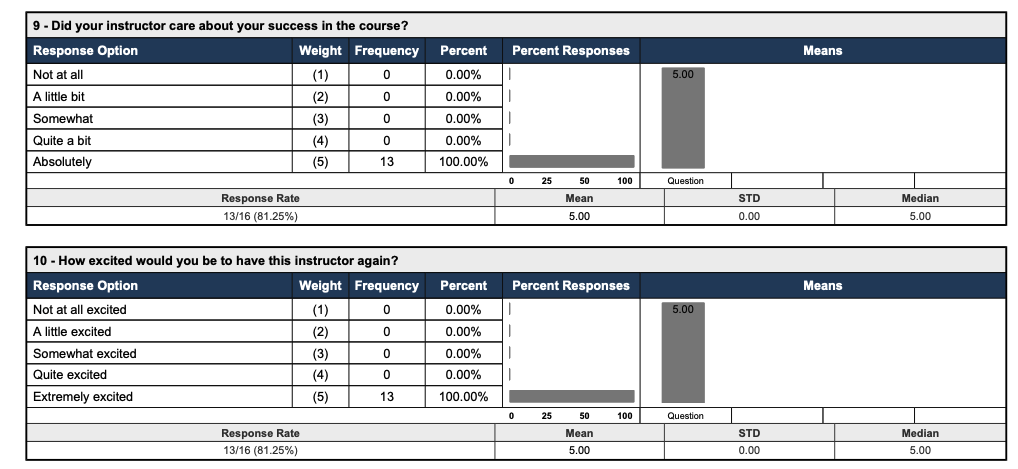 9 - Did your instructor care about your success in the course?
Response Option Weight Frequency Percent Percent Responses Means
Not at all (1) 0 0.00% 5.00
A little bit (2) 0 0.00%
Somewhat (3) 0 0.00%
Quite a bit (4) 0 0.00%
Absolutely (5) 13 100.00%
0 25 50 100 Question
Response Rate Mean STD Median
13/16 (81.25%) 5.00 0.00 5.00
10 - How excited would you be to have this instructor again?
Response Option Weight Frequency Percent Percent Responses Means
Not at all excited (1) 0 0.00% 5.00
A little excited (2) 0 0.00%
Somewhat excited (3) 0 0.00%
Quite excited (4) 0 0.00%
Extremely excited (5) 13 100.00%
0 25 50 100 Question
Response Rate Mean STD Median
13/16 (81.25%) 5.00 0.00 5.00